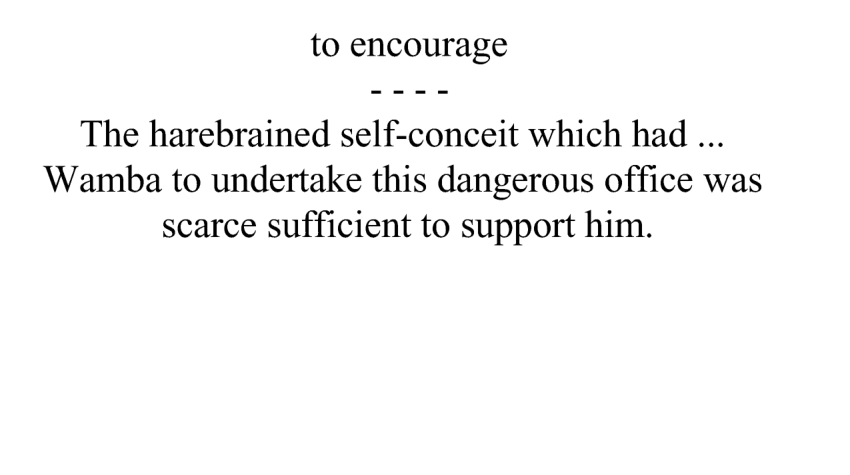 to encourage
- - - -
The harebrained self-conceit which had ...
Wamba to undertake this dangerous office was
scarce sufficient to support him.